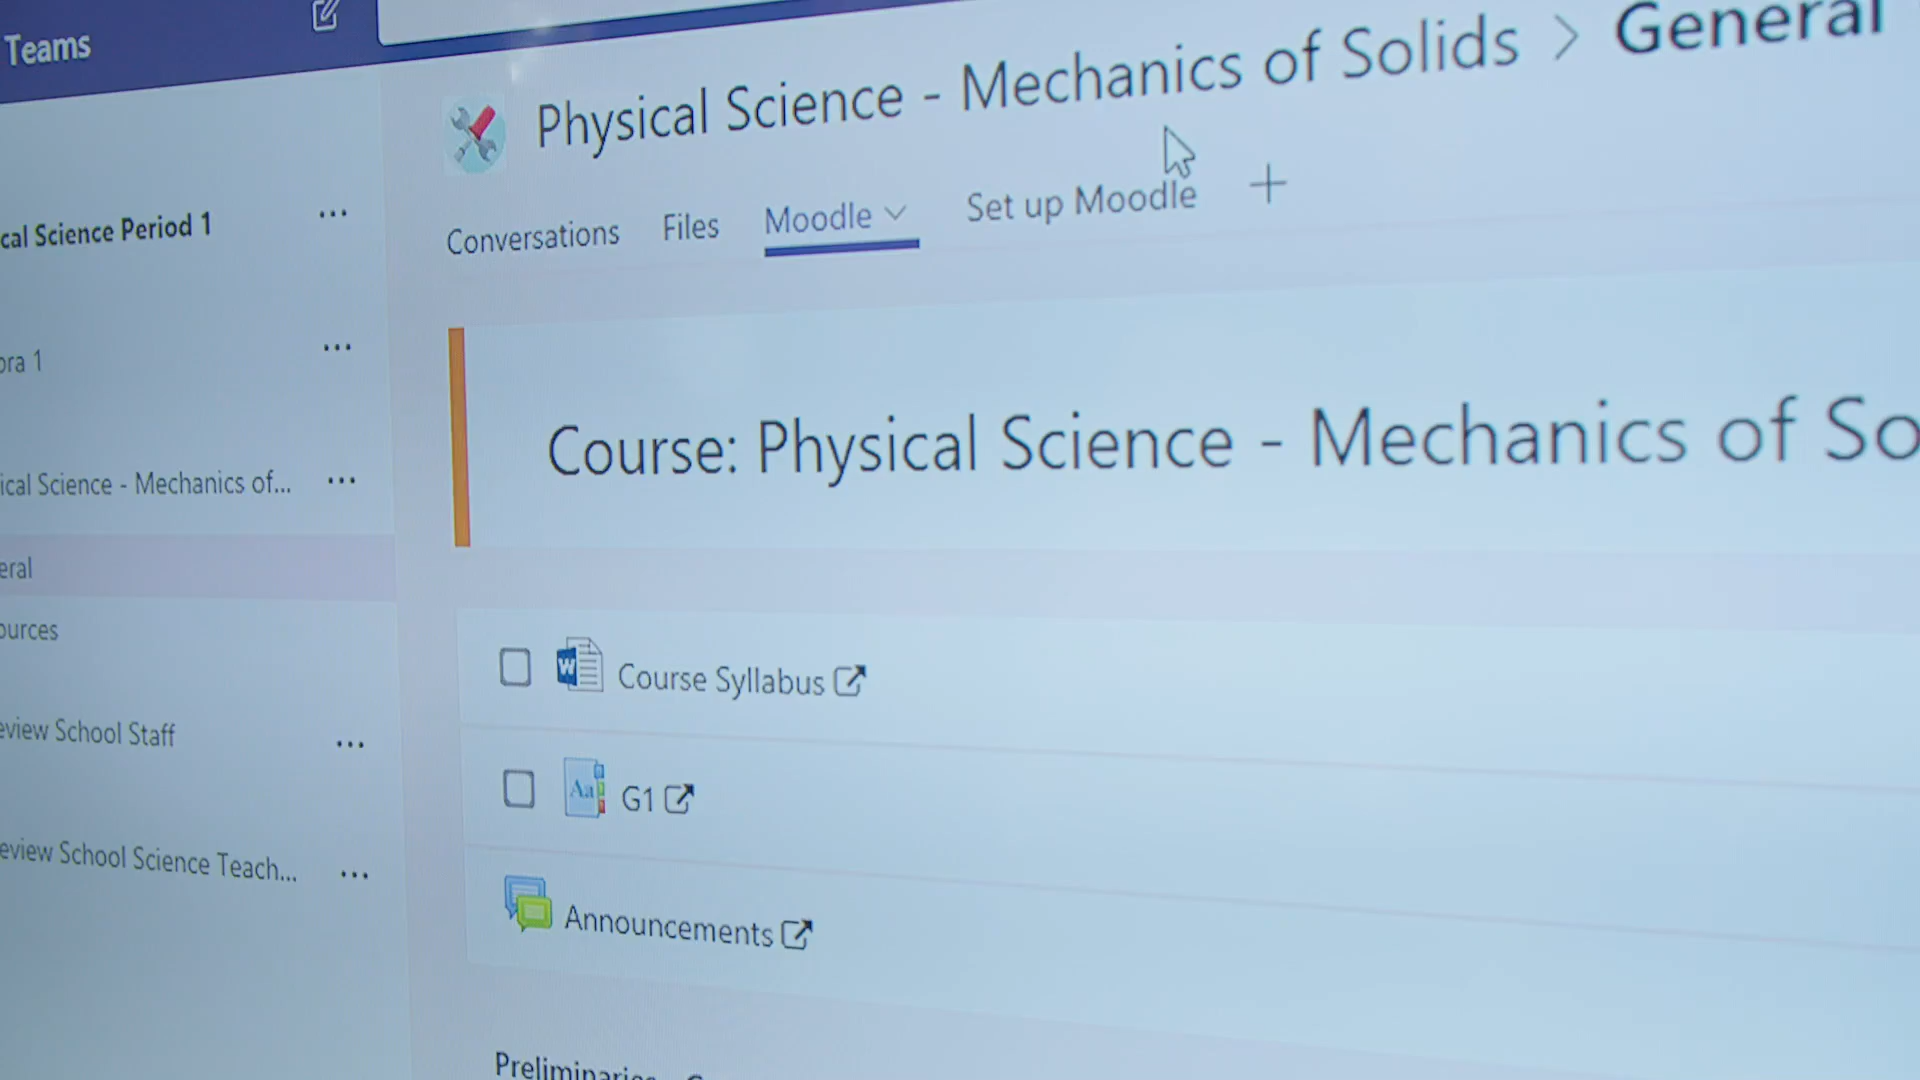 Teams
Physical Science - Mechanics of Solids > General
Conversations Files Moodle Set up Moodle +
cal Science Period 1 ...
ora 1 ...
ical Science - Mechanics of... ...
eral
ources
eview School Staff ...
eview School Science Teach... ...
Course: Physical Science - Mechanics of So
Course Syllabus
G1
Announcements